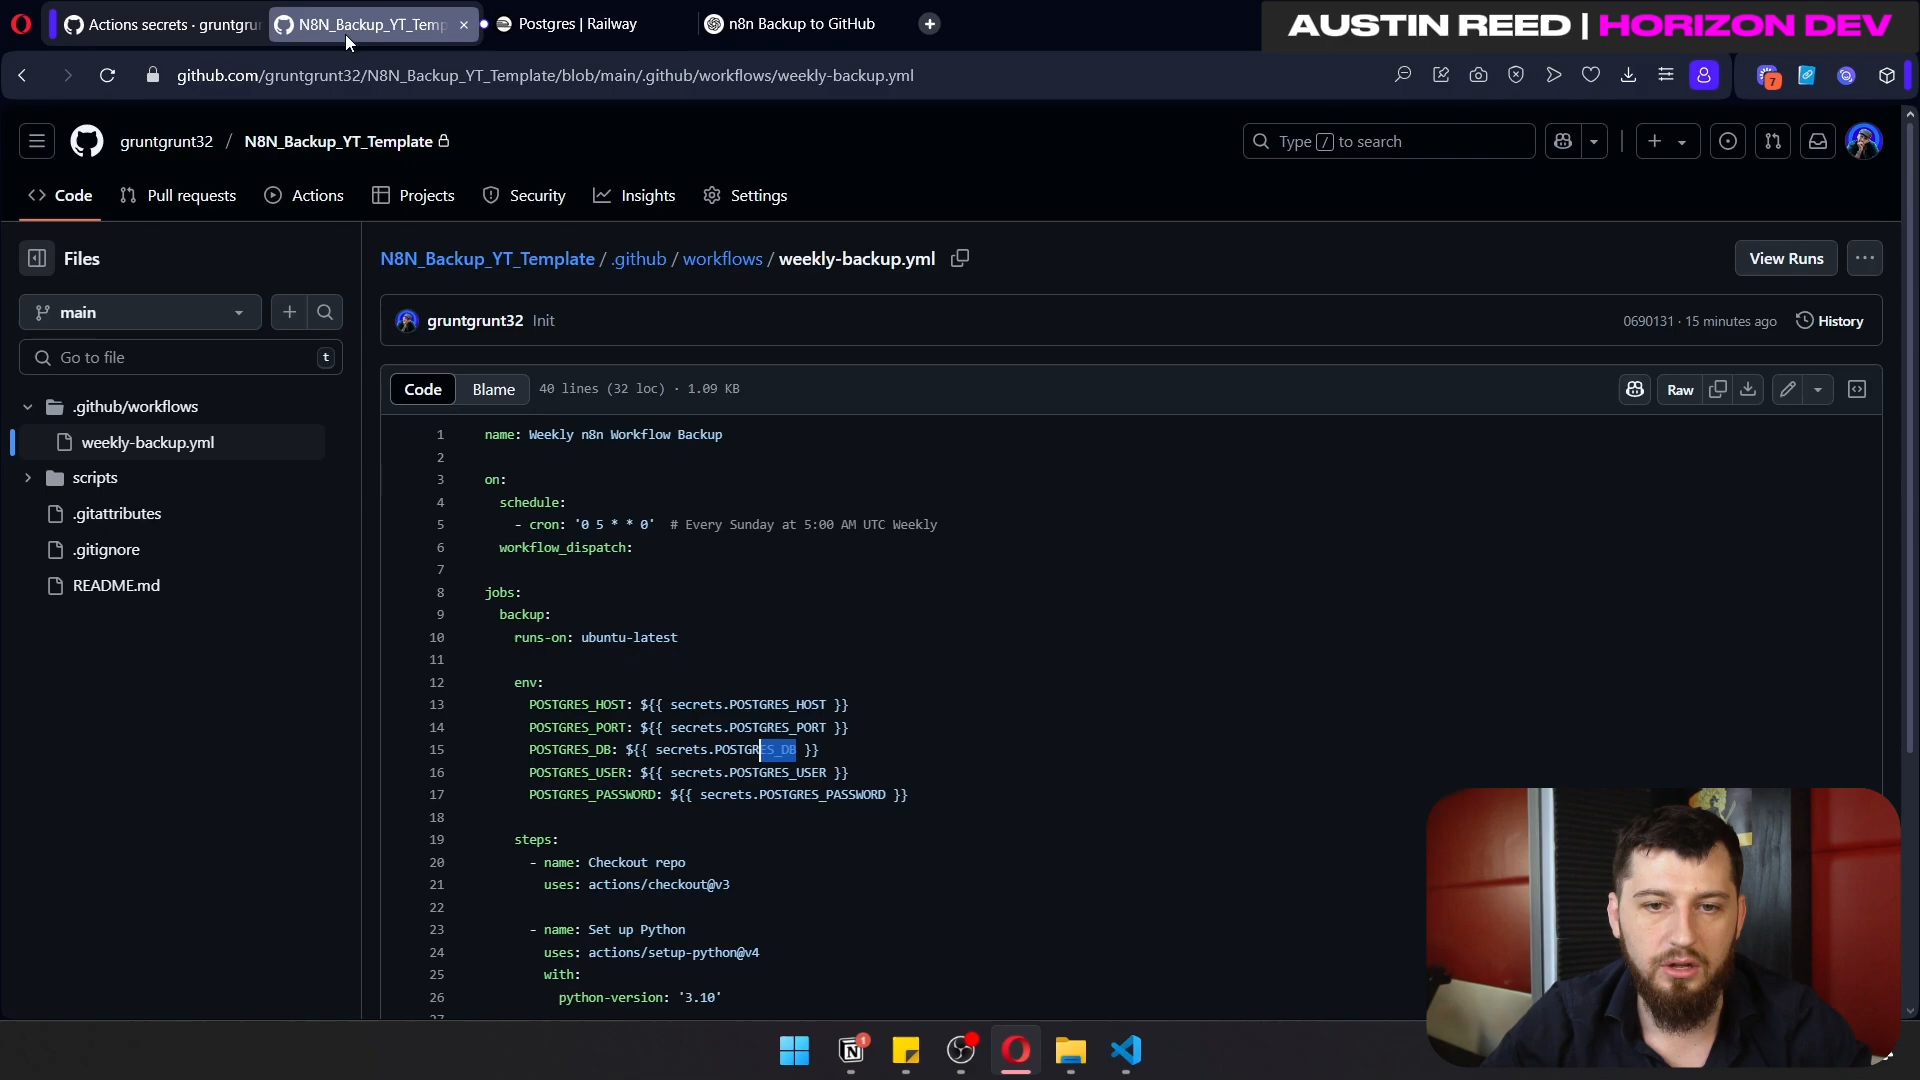 Actions secrets · gruntgru
N8N_Backup_YT_Temp
Postgres | Railway
n8n Backup to GitHub
AUSTIN REED | HORIZON DEV
github.com/gruntgrunt32/N8N_Backup_YT_Template/blob/main/.github/workflows/weekly-backup.yml
7
gruntgrunt32 / N8N_Backup_YT_Template
Type / to search
Code
Pull requests
Actions
Projects
Security
Insights
Settings
Files
N8N_Backup_YT_Template / .github / workflows / weekly-backup.yml
View Runs
main
gruntgrunt32 Init
0690131 · 15 minutes ago
History
Go to file
t
Code
Blame
40 lines (32 loc) · 1.09 KB
Raw
.github/workflows
weekly-backup.yml
scripts
.gitattributes
.gitignore
README.md
1 name: Weekly n8n Workflow Backup
2
3 on:
4 schedule:
5 - cron: '0 5 * * 0' # Every Sunday at 5:00 AM UTC Weekly
6 workflow_dispatch:
7
8 jobs:
9 backup:
10 runs-on: ubuntu-latest
11
12 env:
13 POSTGRES_HOST: ${{ secrets.POSTGRES_HOST }}
14 POSTGRES_PORT: ${{ secrets.POSTGRES_PORT }}
15 POSTGRES_DB: ${{ secrets.POSTGRES_DB }}
16 POSTGRES_USER: ${{ secrets.POSTGRES_USER }}
17 POSTGRES_PASSWORD: ${{ secrets.POSTGRES_PASSWORD }}
18
19 steps:
20 - name: Checkout repo
21 uses: actions/checkout@v3
22
23 - name: Set up Python
24 uses: actions/setup-python@v4
25 with:
26 python-version: '3.10'
27
1